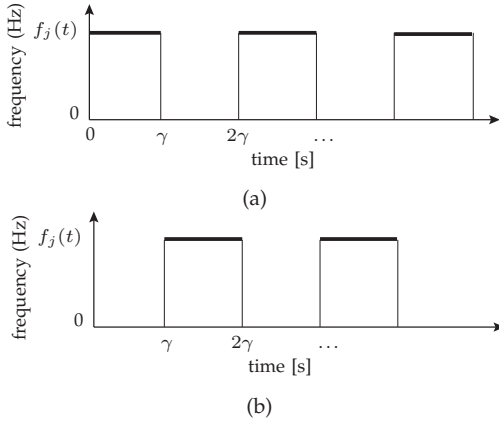 frequency (Hz)
f_j(t)
0
0 γ 2γ ...
time [s]
(a)
frequency (Hz)
f_j(t)
0
γ 2γ ...
time [s]
(b)